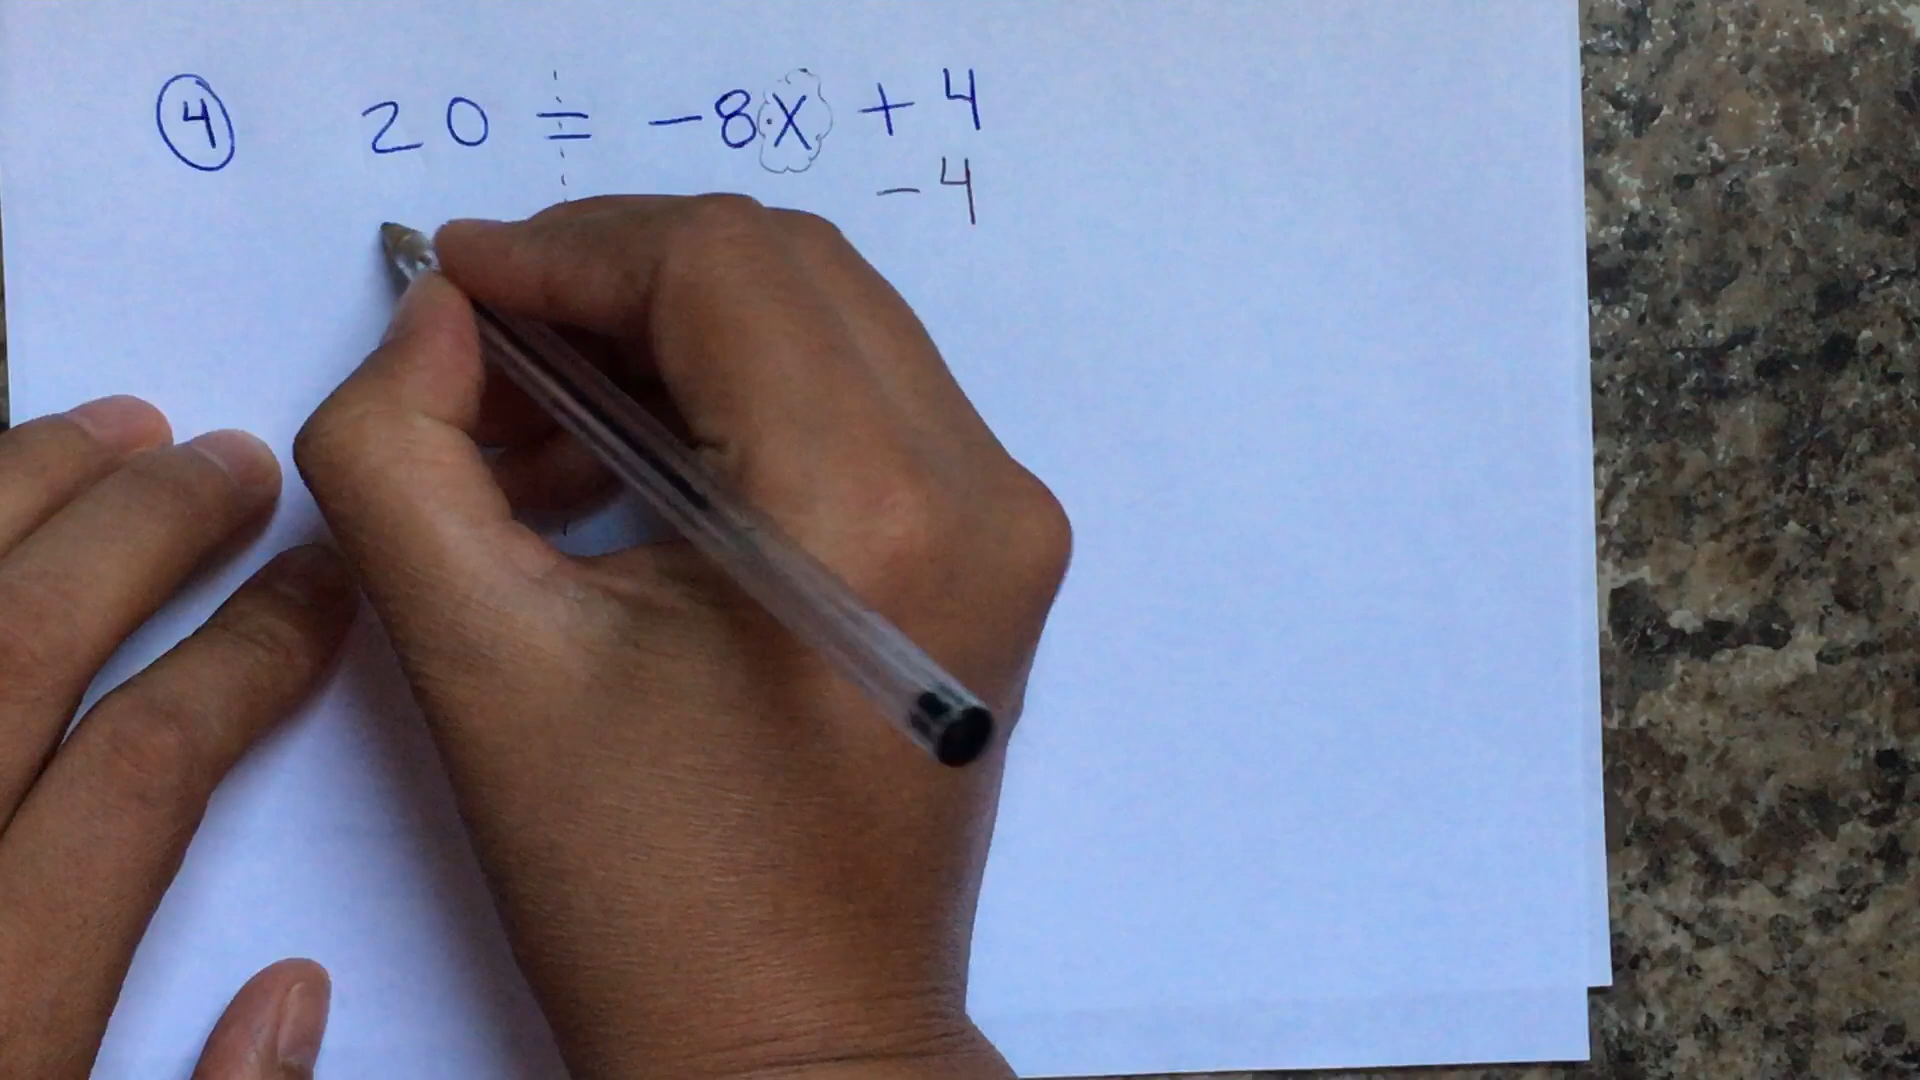 ④ 20 = -8·x + 4
- 4